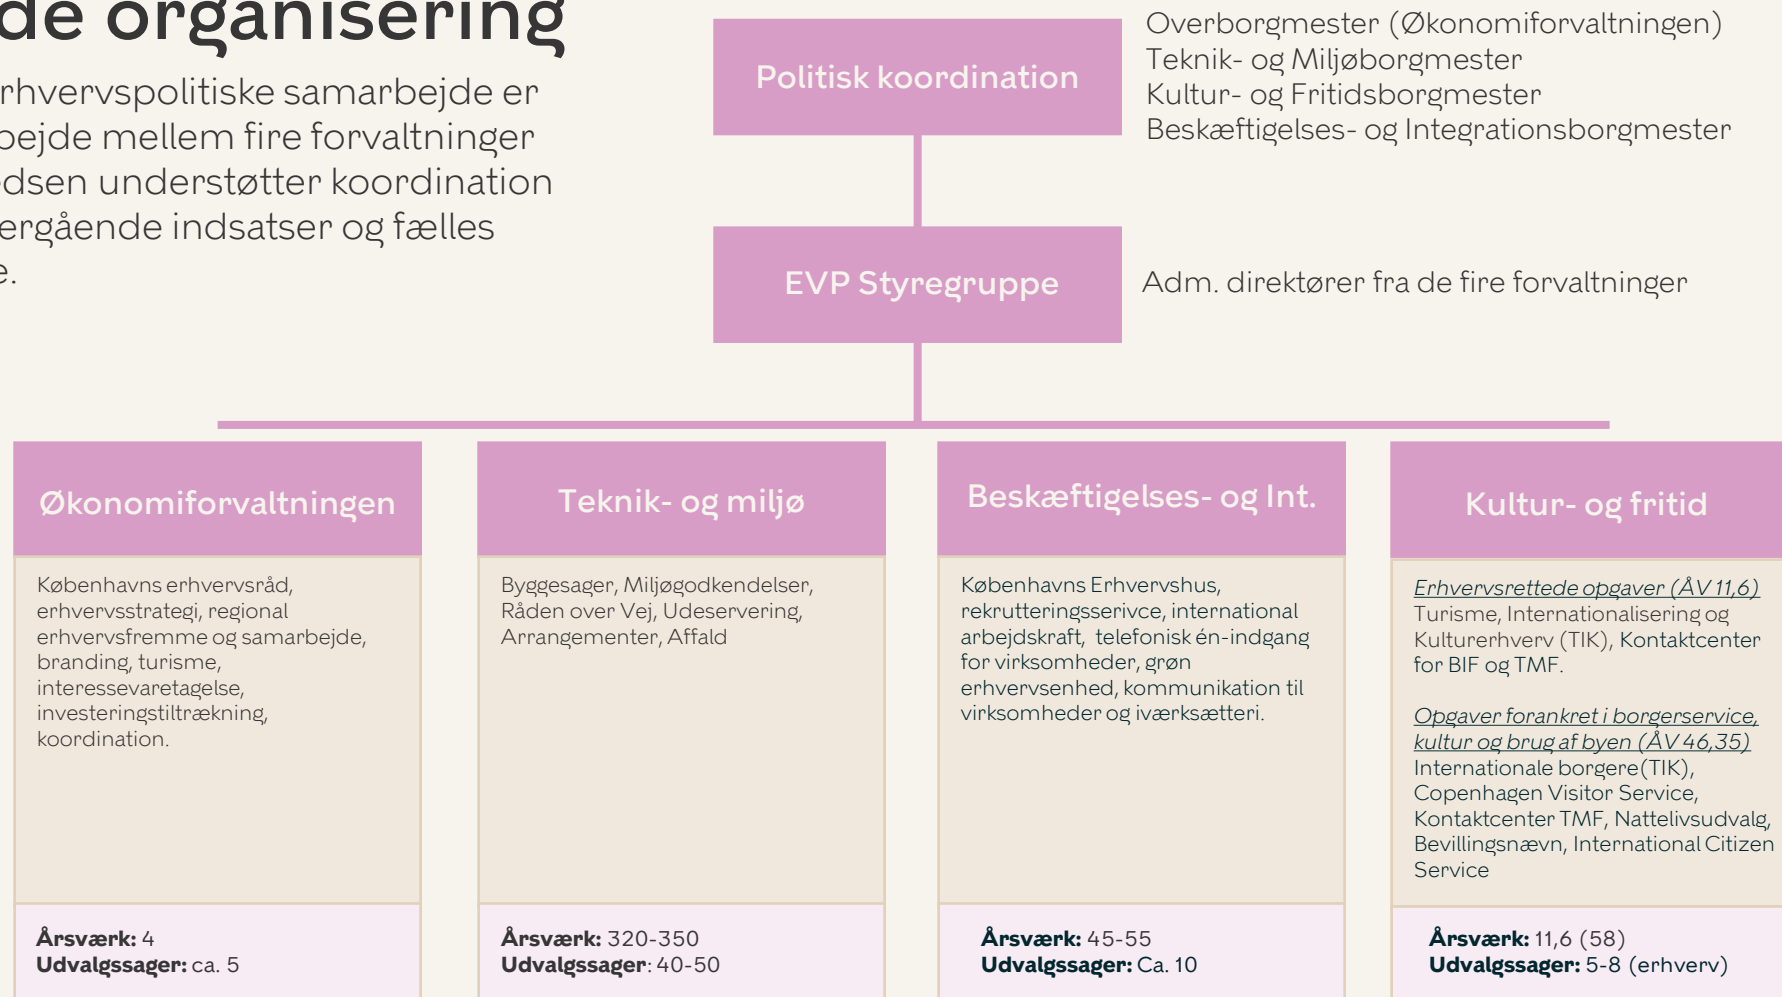 de organisering
rhvervspolitiske samarbejde er
bejde mellem fire forvaltninger
edsen understøtter koordination
ergående indsatser og fælles
e.
Politisk koordination
Overborgmester (Økonomiforvaltningen)
Teknik- og Miljøborgmester
Kultur- og Fritidsborgmester
Beskæftigelses- og Integrationsborgmester
EVP Styregruppe
Adm. direktører fra de fire forvaltninger
Økonomiforvaltningen
Københavns erhvervsråd,
erhvervsstrategi, regional
erhvervsfremme og samarbejde,
branding, turisme,
interessevaretagelse,
investeringstiltrækning,
koordination.
Årsværk: 4
Udvalgssager: ca. 5
Teknik- og miljø
Byggesager, Miljøgodkendelser,
Råden over Vej, Udeservering,
Arrangementer, Affald
Årsværk: 320-350
Udvalgssager: 40-50
Beskæftigelses- og Int.
Københavns Erhvervshus,
rekrutteringsserivce, international
arbejdskraft,  telefonisk én-indgang
for virksomheder, grøn
erhvervsenhed, kommunikation til
virksomheder og iværksætteri.
Årsværk: 45-55
Udvalgssager: Ca. 10
Kultur- og fritid
Erhvervsrettede opgaver (ÅV 11,6)
Turisme, Internationalisering og
Kulturerhverv (TIK), Kontaktcenter
for BIF og TMF.
Opgaver forankret i borgerservice,
kultur og brug af byen (ÅV 46,35)
Internationale borgere(TIK),
Copenhagen Visitor Service,
Kontaktcenter TMF, Nattelivsudvalg,
Bevillingsnævn, International Citizen
Service
Årsværk: 11,6 (58)
Udvalgssager: 5-8 (erhverv)